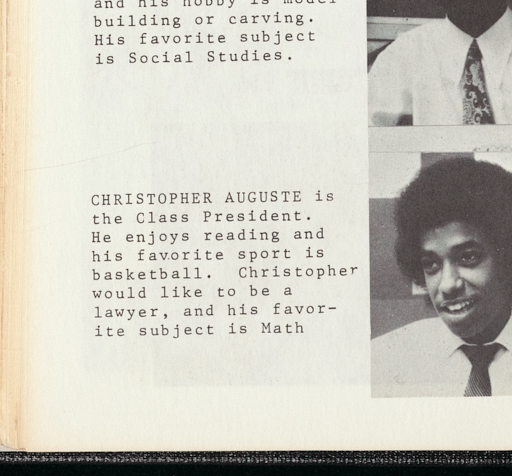 and his hobby is model
building or carving.
His favorite subject
is Social Studies.
CHRISTOPHER AUGUSTE is
the Class President.
He enjoys reading and
his favorite sport is
basketball. Christopher
would like to be a
lawyer, and his favor-
ite subject is Math